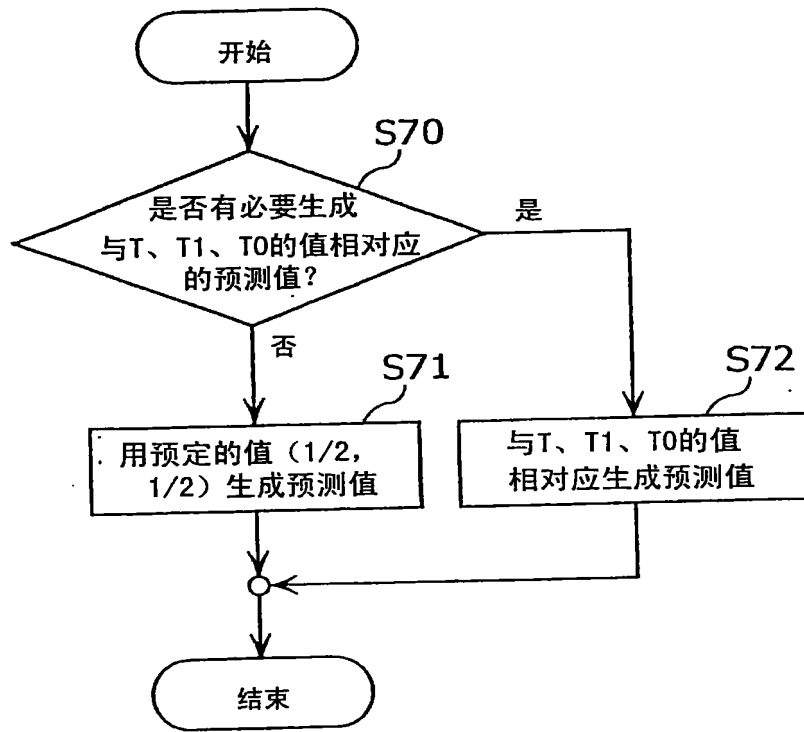 开始
S70
是否有必要生成
与T、T1、T0的值相对应
的预测值？
是
否
S71
用预定的值（1/2，
1/2）生成预测值
S72
与T、T1、T0的值
相对应生成预测值
结束